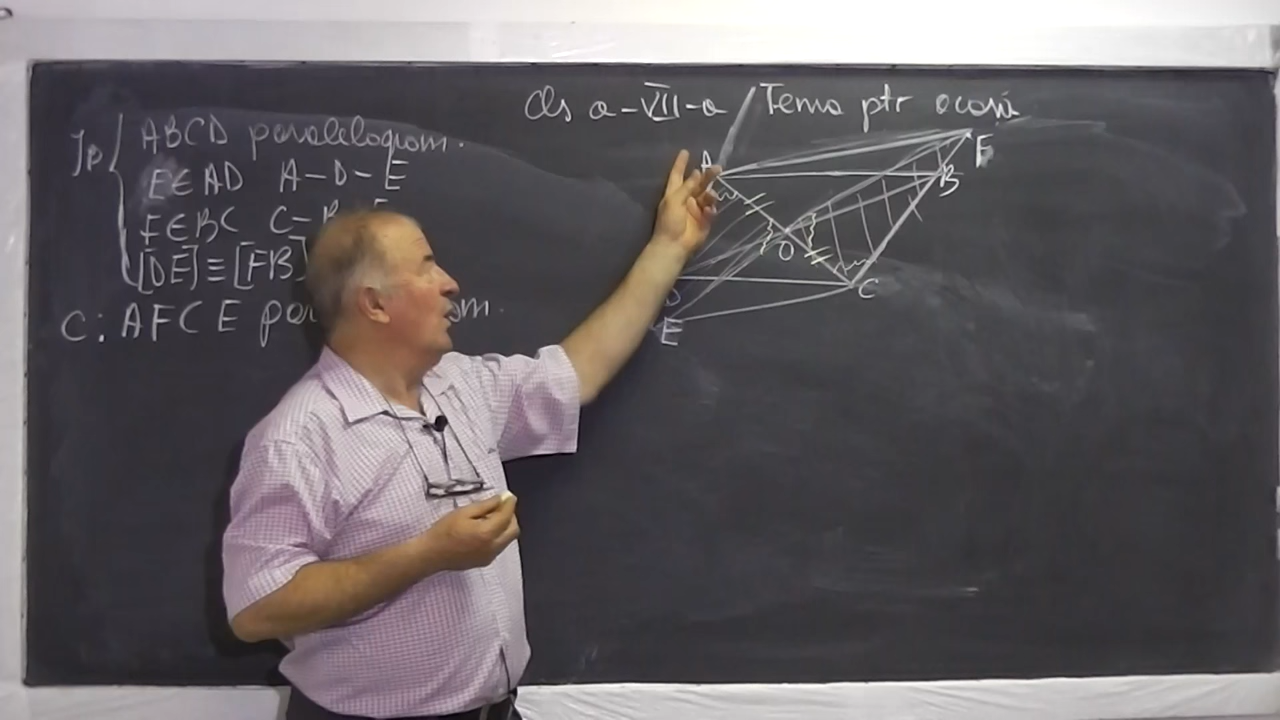 Cls a-VII-a / Tema ptr acasă
Ip { ABCD paralelogram.
E∈AD A-D-E
F∈BC C-B-F
[DE]≡[FB]
C: AFCE
A
F
B
O
D
C
E